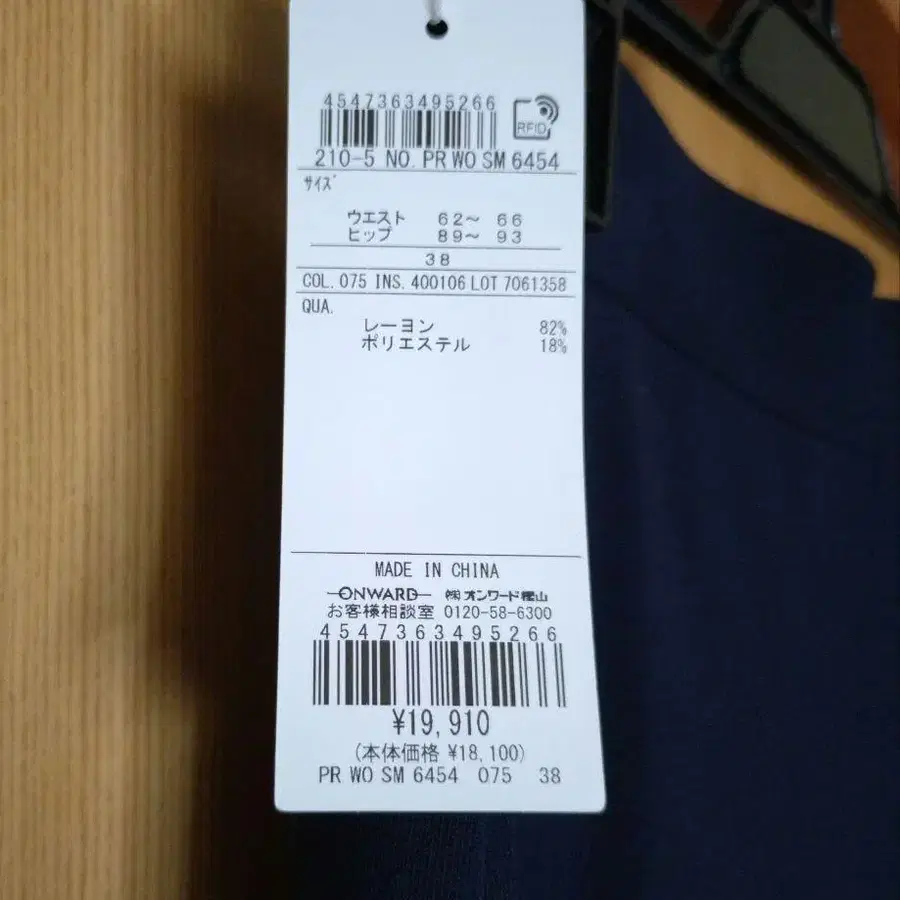 4547363495266
RFID
210-5 NO. PR WO SM 6454
サイズ
ウエスト 62〜 66
ヒップ 89〜 93
38
COL. 075 INS. 400106 LOT 7061358
QUA.
レーヨン 82%
ポリエステル 18%
MADE IN CHINA
ONWARD ㈱オンワード樫山
お客様相談室 0120-58-6300
4547363495266
¥19,910
(本体価格 ¥18,100)
PR WO SM 6454 075 38